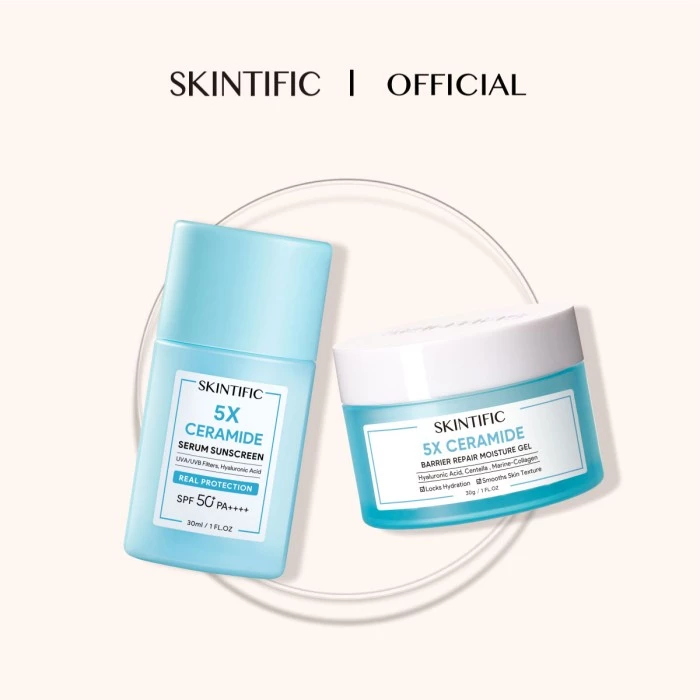 SKINTIFIC | OFFICIAL
SKINTIFIC
5X
CERAMIDE
SERUM SUNSCREEN
UVA/UVB Filters, Hyaluronic Acid
REAL PROTECTION
SPF 50+ PA++++
30ml / 1 FL.OZ
SKINTIFIC
5X CERAMIDE
BARRIER REPAIR MOISTURE GEL
Hyaluronic Acid, Centella , Marine-Collagen
☑Locks Hydration ☑Smooths Skin Texture
30g / 1 FL.OZ